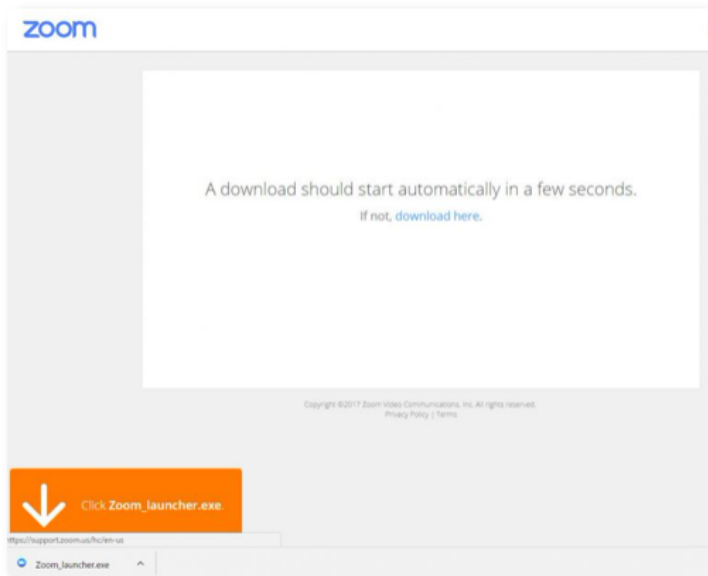 zoom
A download should start automatically in a few seconds.
If not, download here.
Copyright ©2017 Zoom Video Communications, Inc. All rights reserved.
Privacy Policy | Terms
Click Zoom_launcher.exe.
https://support.zoom.us/hc/en-us
Zoom_launcher.exe